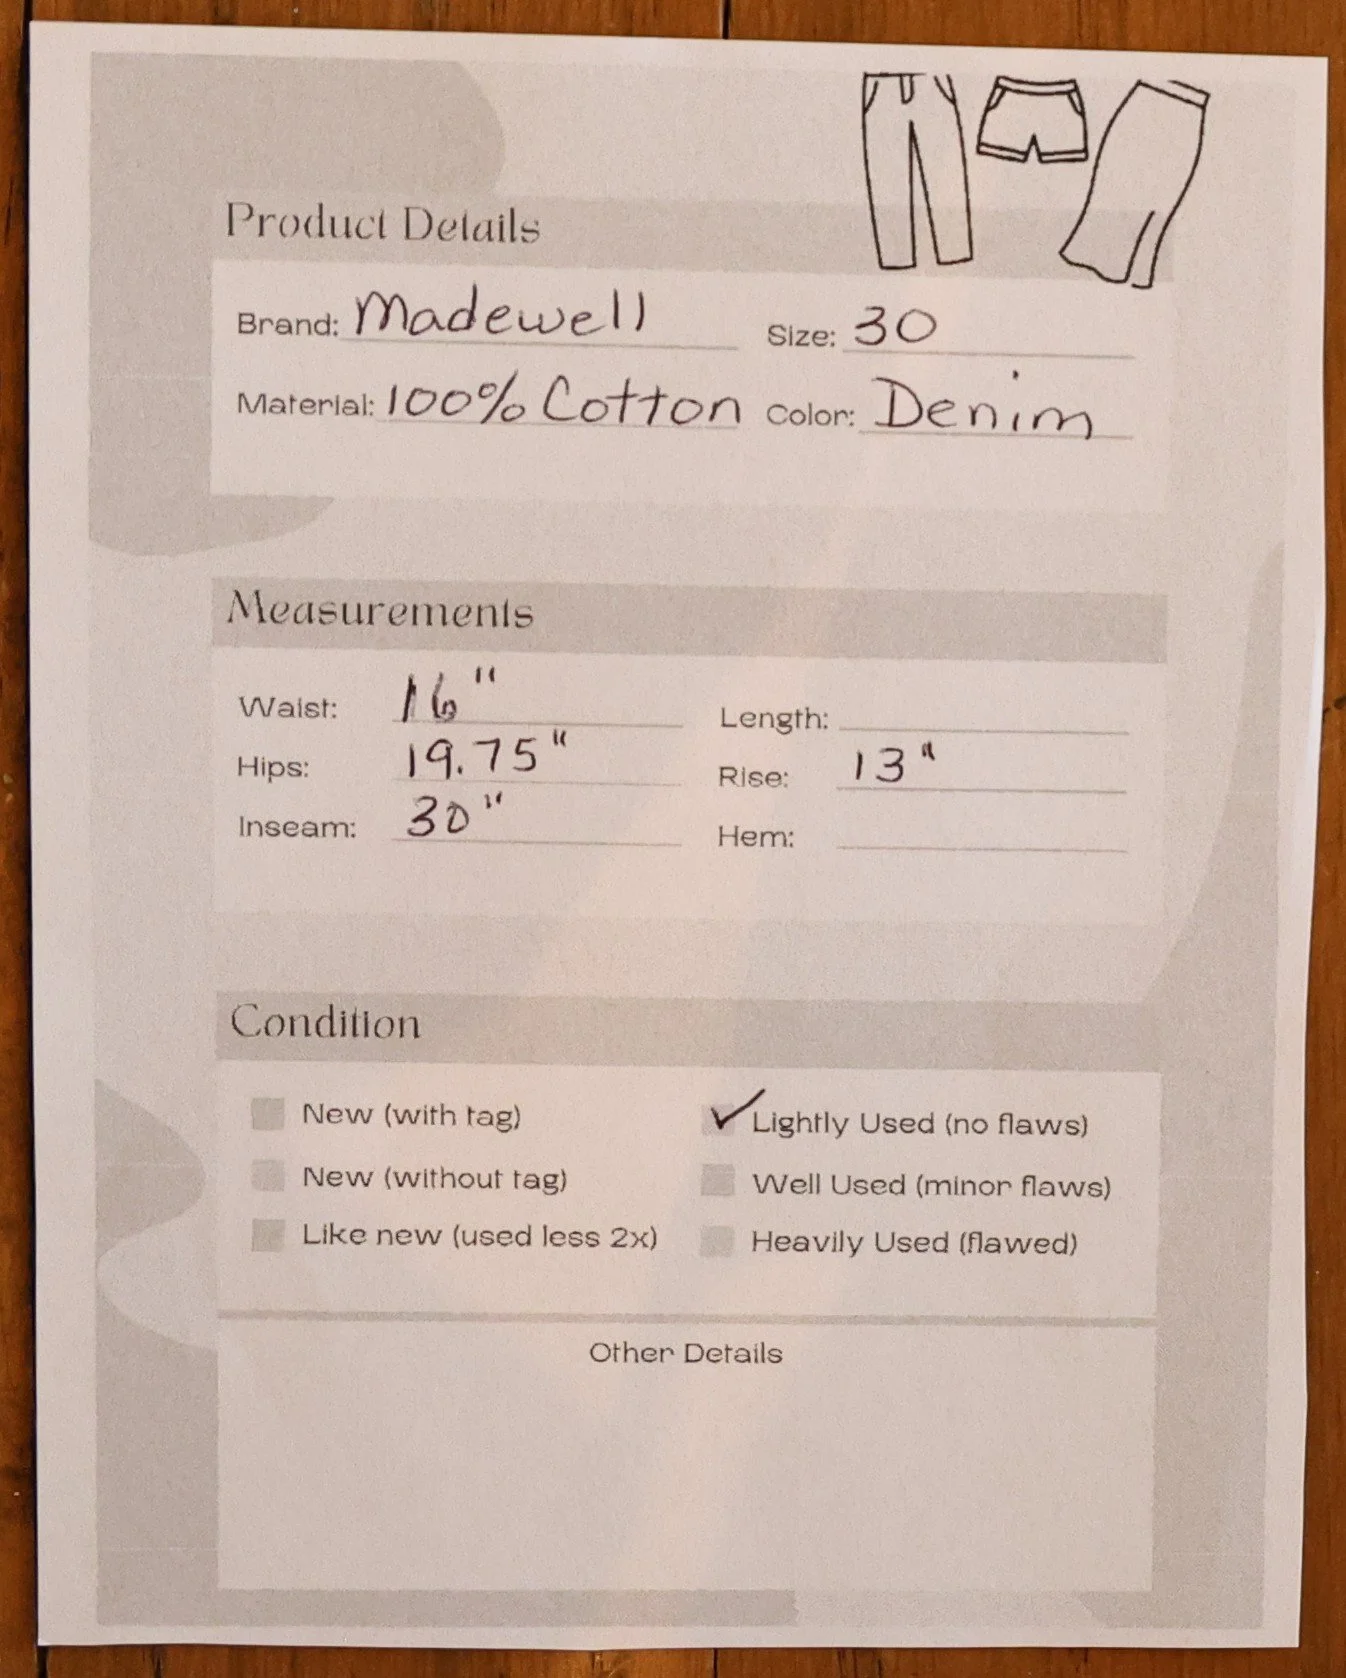 Product Details
Brand: Madewell Size: 30
Material: 100% Cotton Color: Denim
Measurements
Waist: 16" Length:
Hips: 19.75" Rise: 13"
Inseam: 30" Hem:
Condition
New (with tag) ✓ Lightly Used (no flaws)
New (without tag) Well Used (minor flaws)
Like new (used less 2x) Heavily Used (flawed)
Other Details